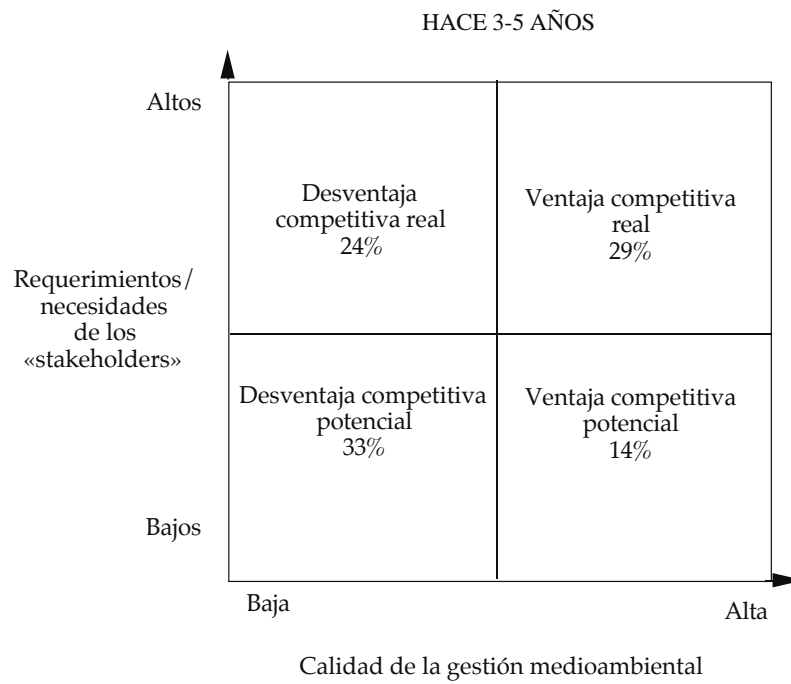 HACE 3-5 AÑOS
Altos
Desventaja
competitiva real
24%
Ventaja competitiva
real
29%
Requerimientos/
necesidades
de los
«stakeholders»
Desventaja competitiva
potencial
33%
Ventaja competitiva
potencial
14%
Bajos
Baja
Alta
Calidad de la gestión medioambiental